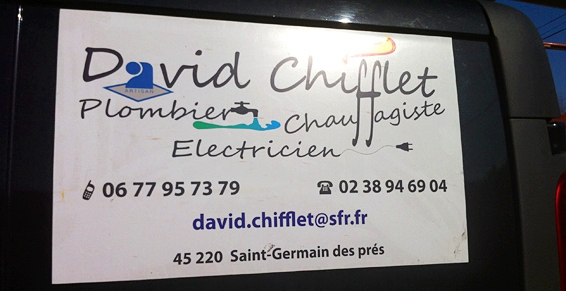 David Chifflet
ARTISAN
Plombier Chauffagiste
Electricien
06 77 95 73 79 02 38 94 69 04
david.chifflet@sfr.fr
45 220 Saint-Germain des prés